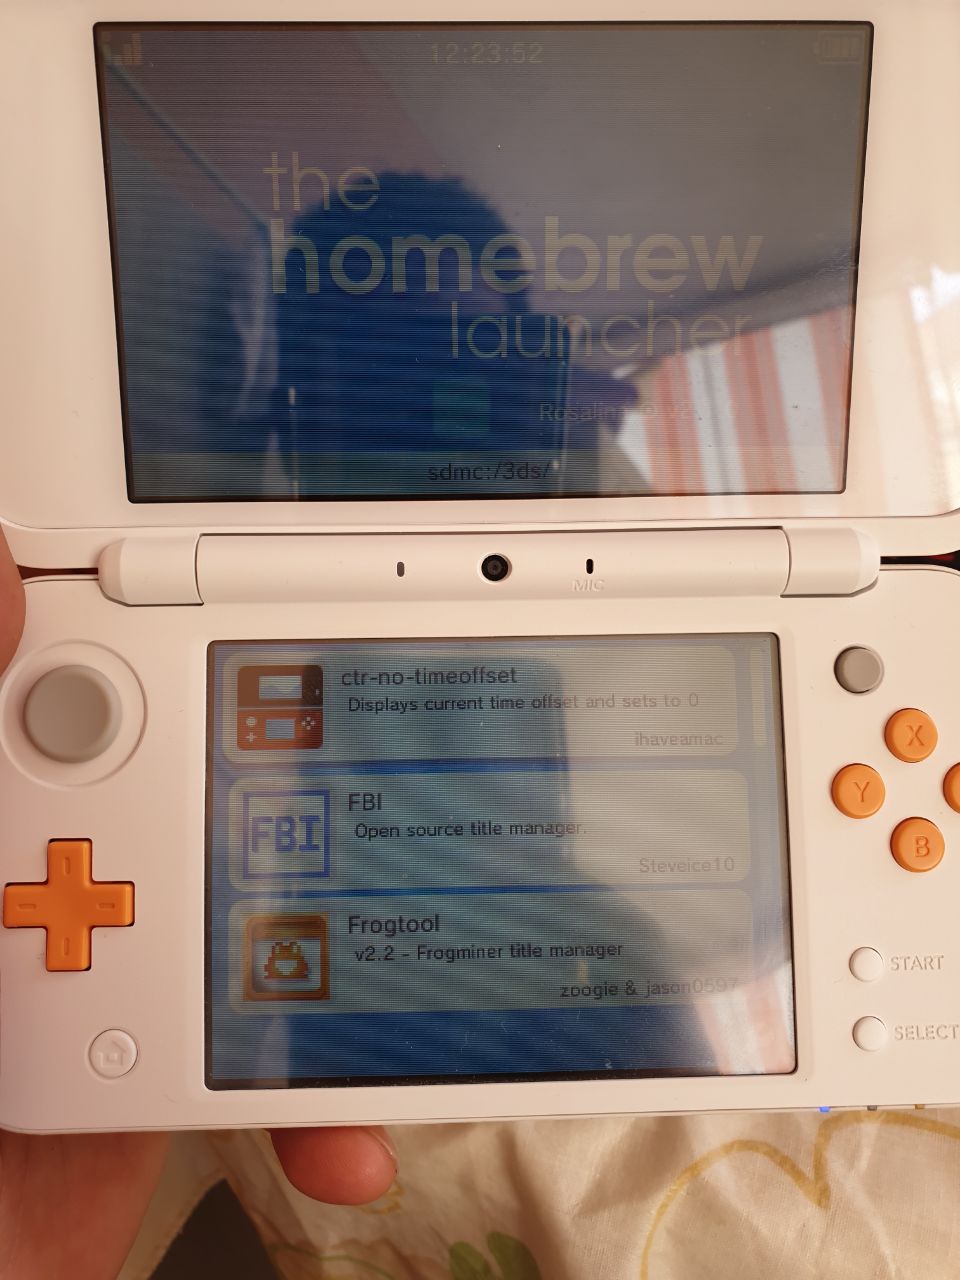 12:23:52
the
homebrew
launcher
sdmc:/3ds/
MIC
ctr-no-timeoffset
Displays current time offset and sets to 0
ihaveamac
FBI
FBI
Open source title manager.
Steveice10
Frogtool
v2.2 - Frogminer title manager
zoogie & jason0597
X
Y
B
START
SELECT